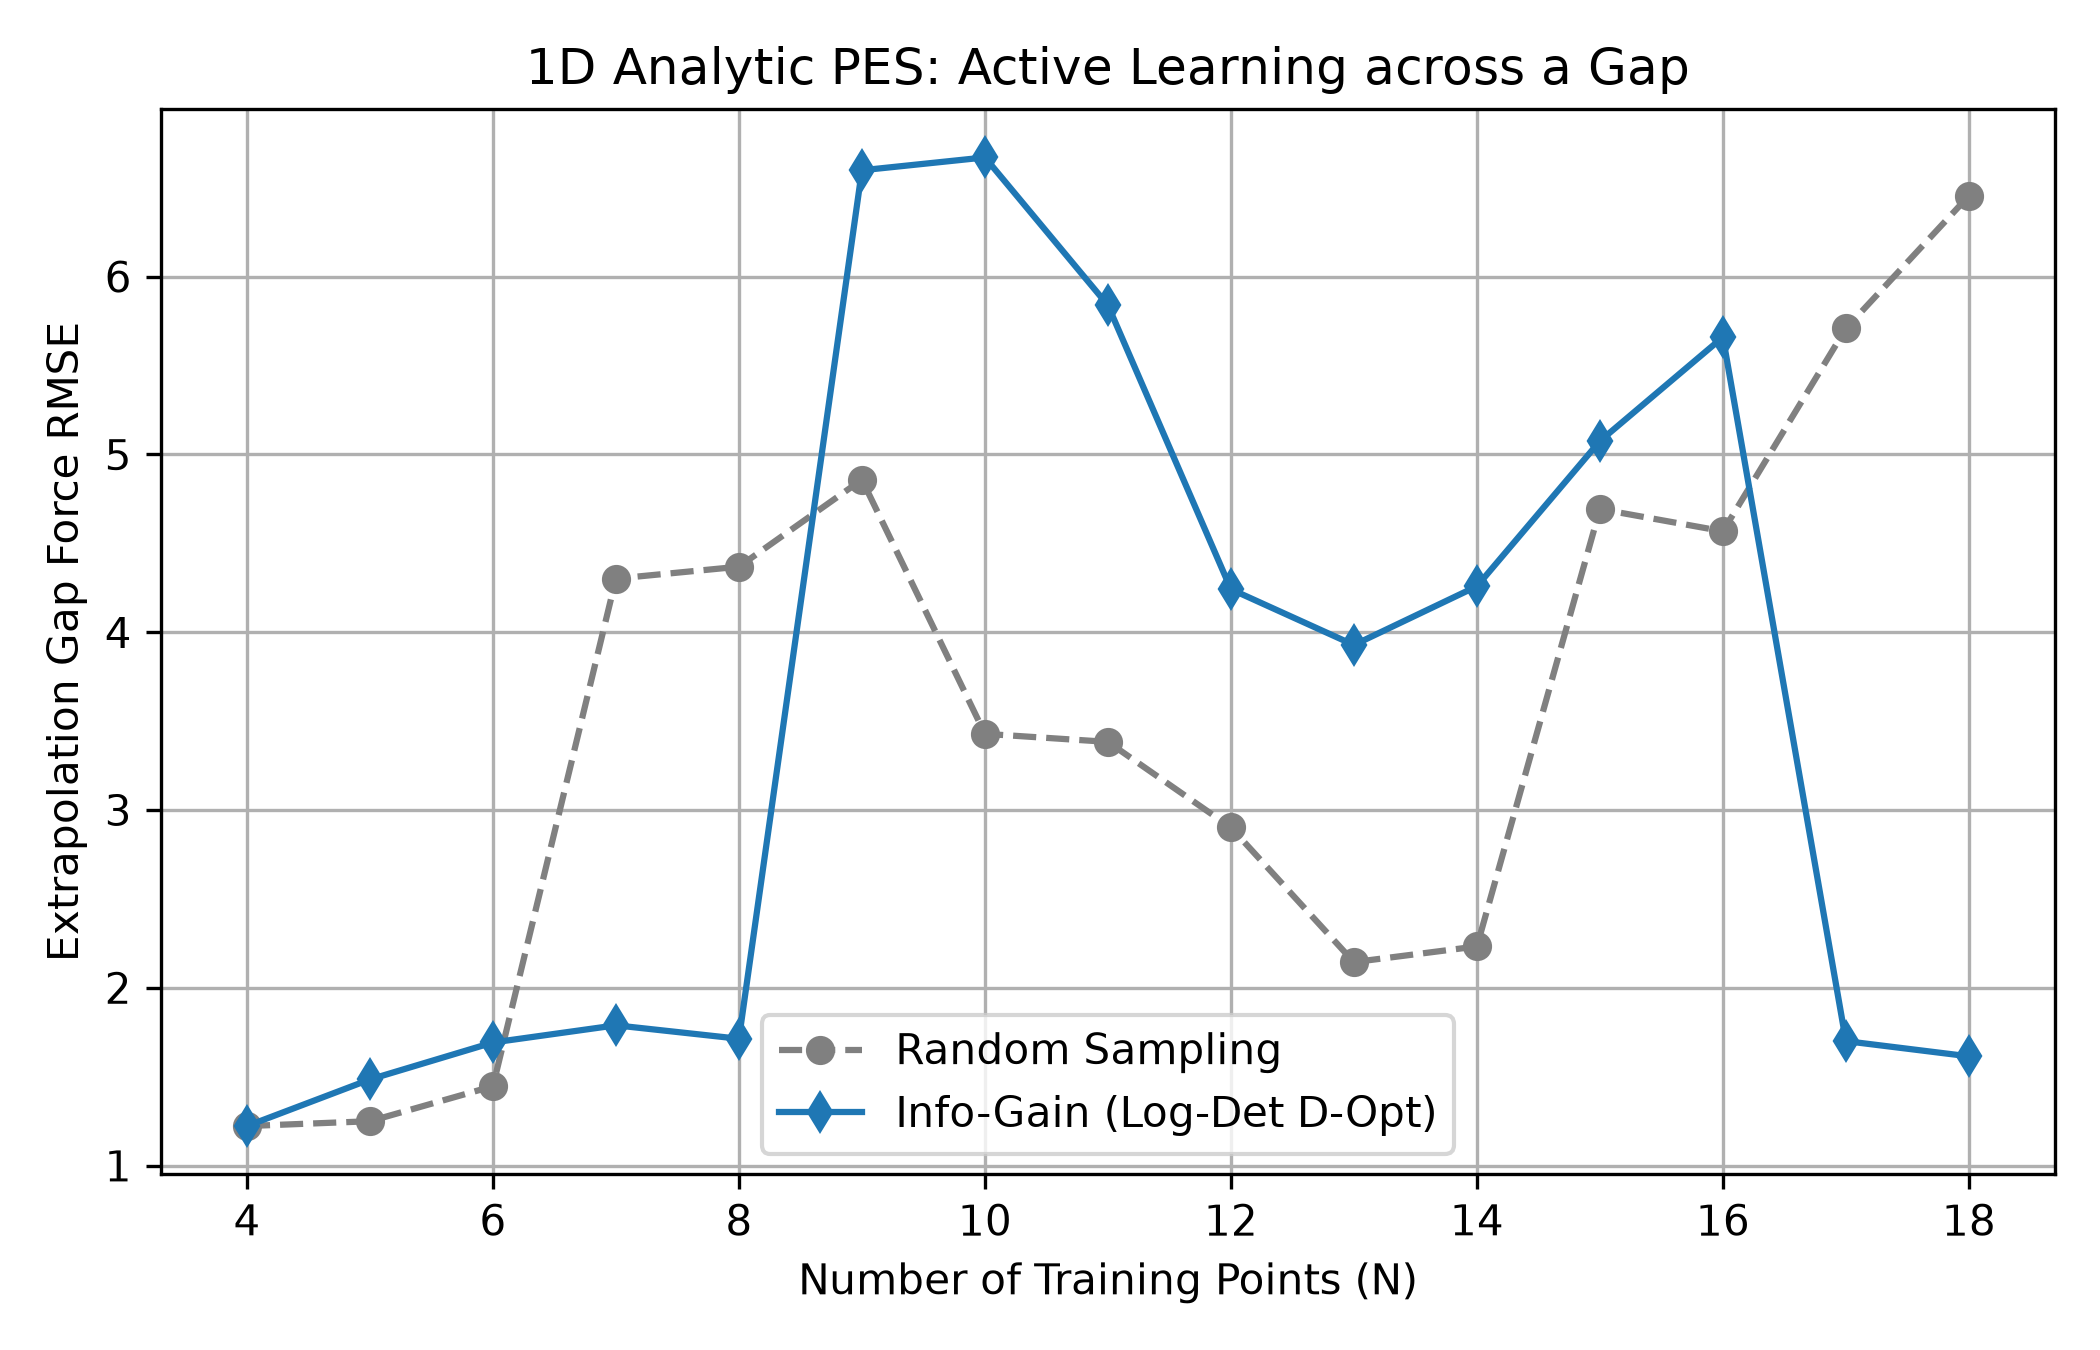 1D Analytic PES: Active Learning across a Gap
Extrapolation Gap Force RMSE
6
5
4
3
2
1
Random Sampling
Info-Gain (Log-Det D-Opt)
4 6 8 10 12 14 16 18
Number of Training Points (N)